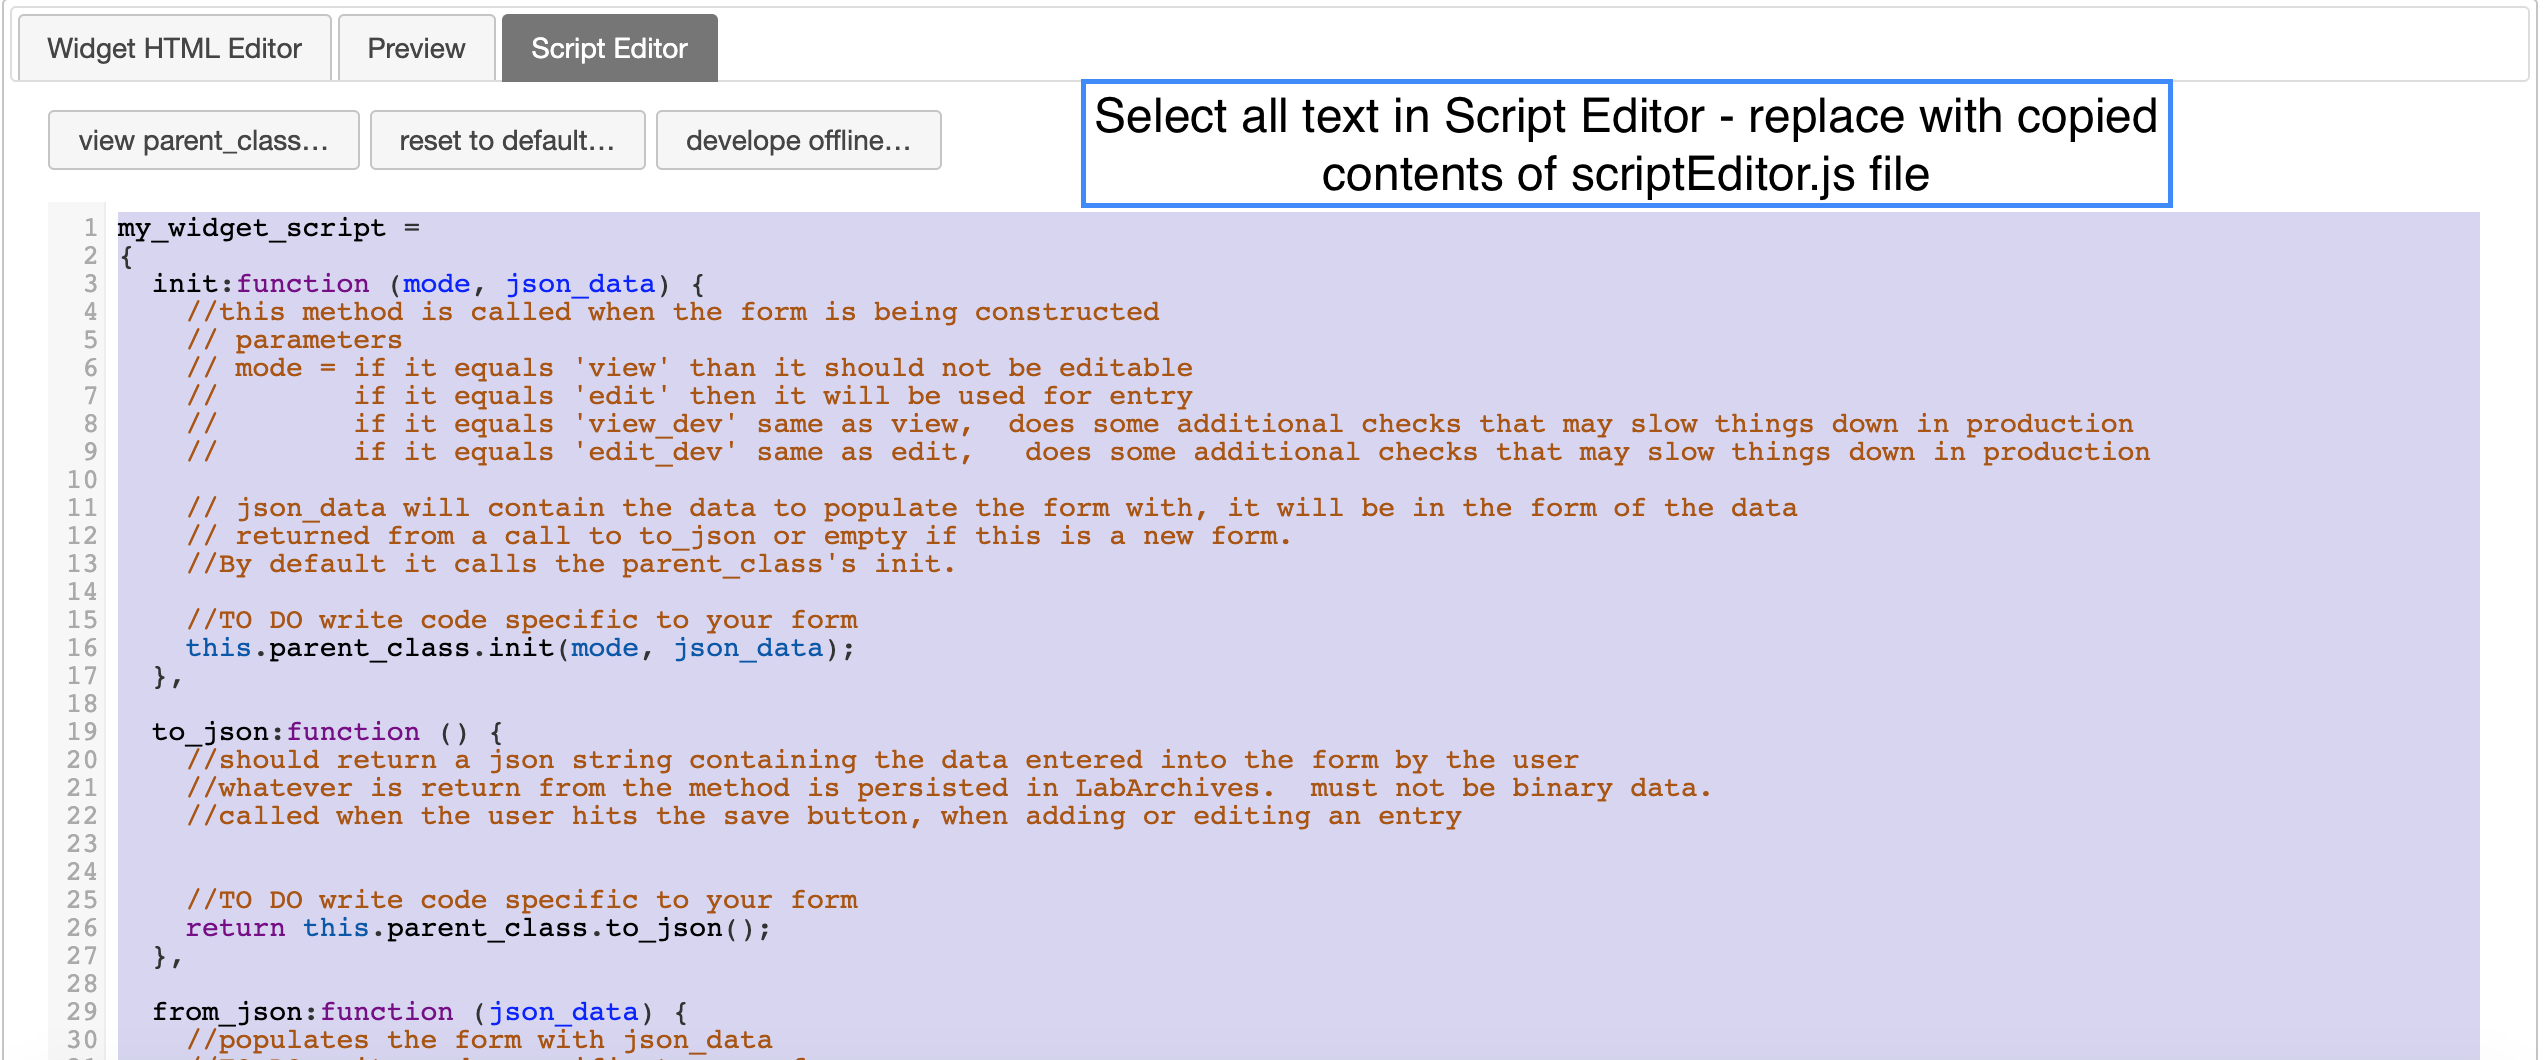 Widget HTML Editor Preview Script Editor
view parent_class... reset to default... develope offline...
Select all text in Script Editor - replace with copied
contents of scriptEditor.js file
1 my_widget_script =
2 {
3   init:function (mode, json_data) {
4     //this method is called when the form is being constructed
5     // parameters
6     // mode = if it equals 'view' than it should not be editable
7     //        if it equals 'edit' then it will be used for entry
8     //        if it equals 'view_dev' same as view,  does some additional checks that may slow things down in production
9     //        if it equals 'edit_dev' same as edit,   does some additional checks that may slow things down in production
10
11     // json_data will contain the data to populate the form with, it will be in the form of the data
12     // returned from a call to to_json or empty if this is a new form.
13     //By default it calls the parent_class's init.
14
15     //TO DO write code specific to your form
16     this.parent_class.init(mode, json_data);
17   },
18
19   to_json:function () {
20     //should return a json string containing the data entered into the form by the user
21     //whatever is return from the method is persisted in LabArchives.  must not be binary data.
22     //called when the user hits the save button, when adding or editing an entry
23
24
25     //TO DO write code specific to your form
26     return this.parent_class.to_json();
27   },
28
29   from_json:function (json_data) {
30     //populates the form with json_data